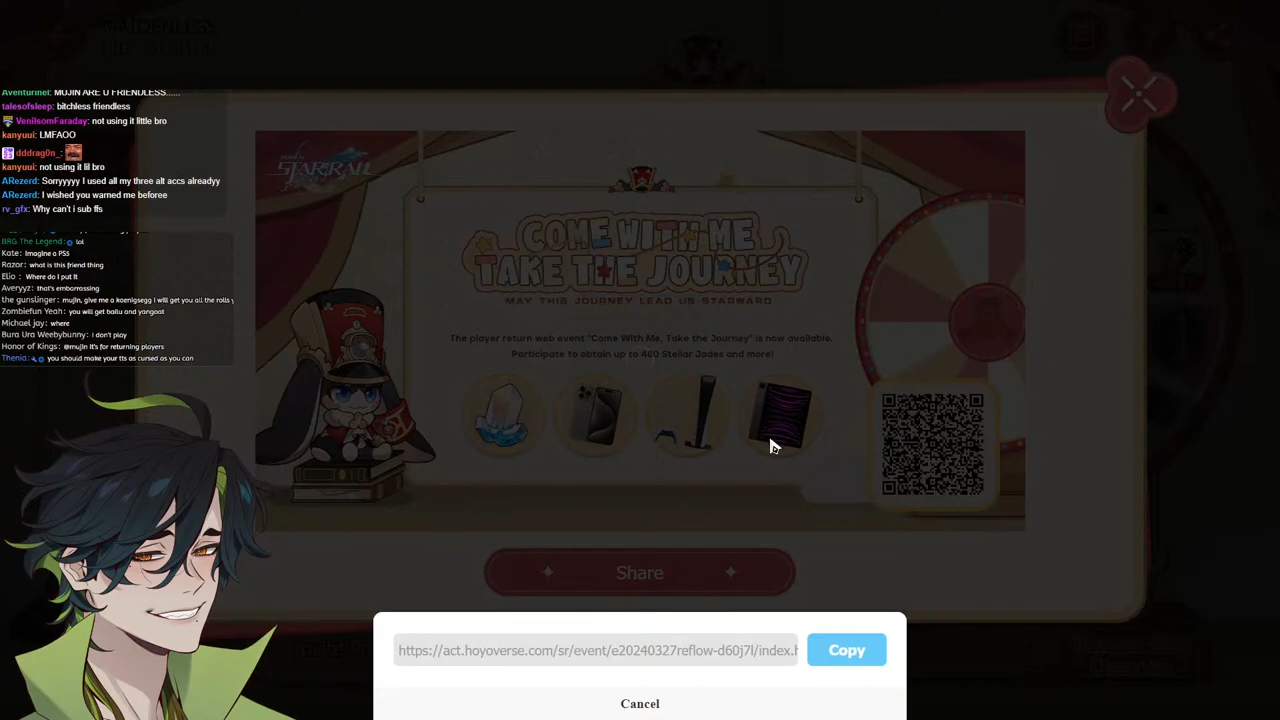 MAIDENLESS
Aventurinet: MUJIN ARE U FRIENDLESS......
talesofsleep: bitchless friendless
VenilsomFaraday: not using it little bro
kanyuui: LMFAOO
dddrag0n_:
kanyuui: not using it lil bro
ARezerd: Sorryyyyy I used all my three alt accs alreadyy
ARezerd: I wished you warned me beforee
rv_gfx: Why can't i sub ffs
BRG The Legend: lol
Kate: Imagine a PS5
Razor: what is this friend thing
Elio : Where do I put it
Averyyz: that's embarrassing
the gunslinger: mujin, give me a koenigsegg I will get you all the rolls y
Zombiefun Yeah: you will get bailu and yangoat
Michael jay: where
Bura Ura Weebybunny: i don't play
Honor of Kings: @mujin It's for returning players
Thenia: you should make your tts as cursed as you can
STAR RAIL
COME WITH ME
TAKE THE JOURNEY
MAY THIS JOURNEY LEAD US STARWARD
The player return web event "Come With Me, Take the Journey" is now available.
Participate to obtain up to 460 Stellar Jades and more!
Share
https://act.hoyoverse.com/sr/event/e20240327reflow-d60j7l/index.h
Copy
Cancel